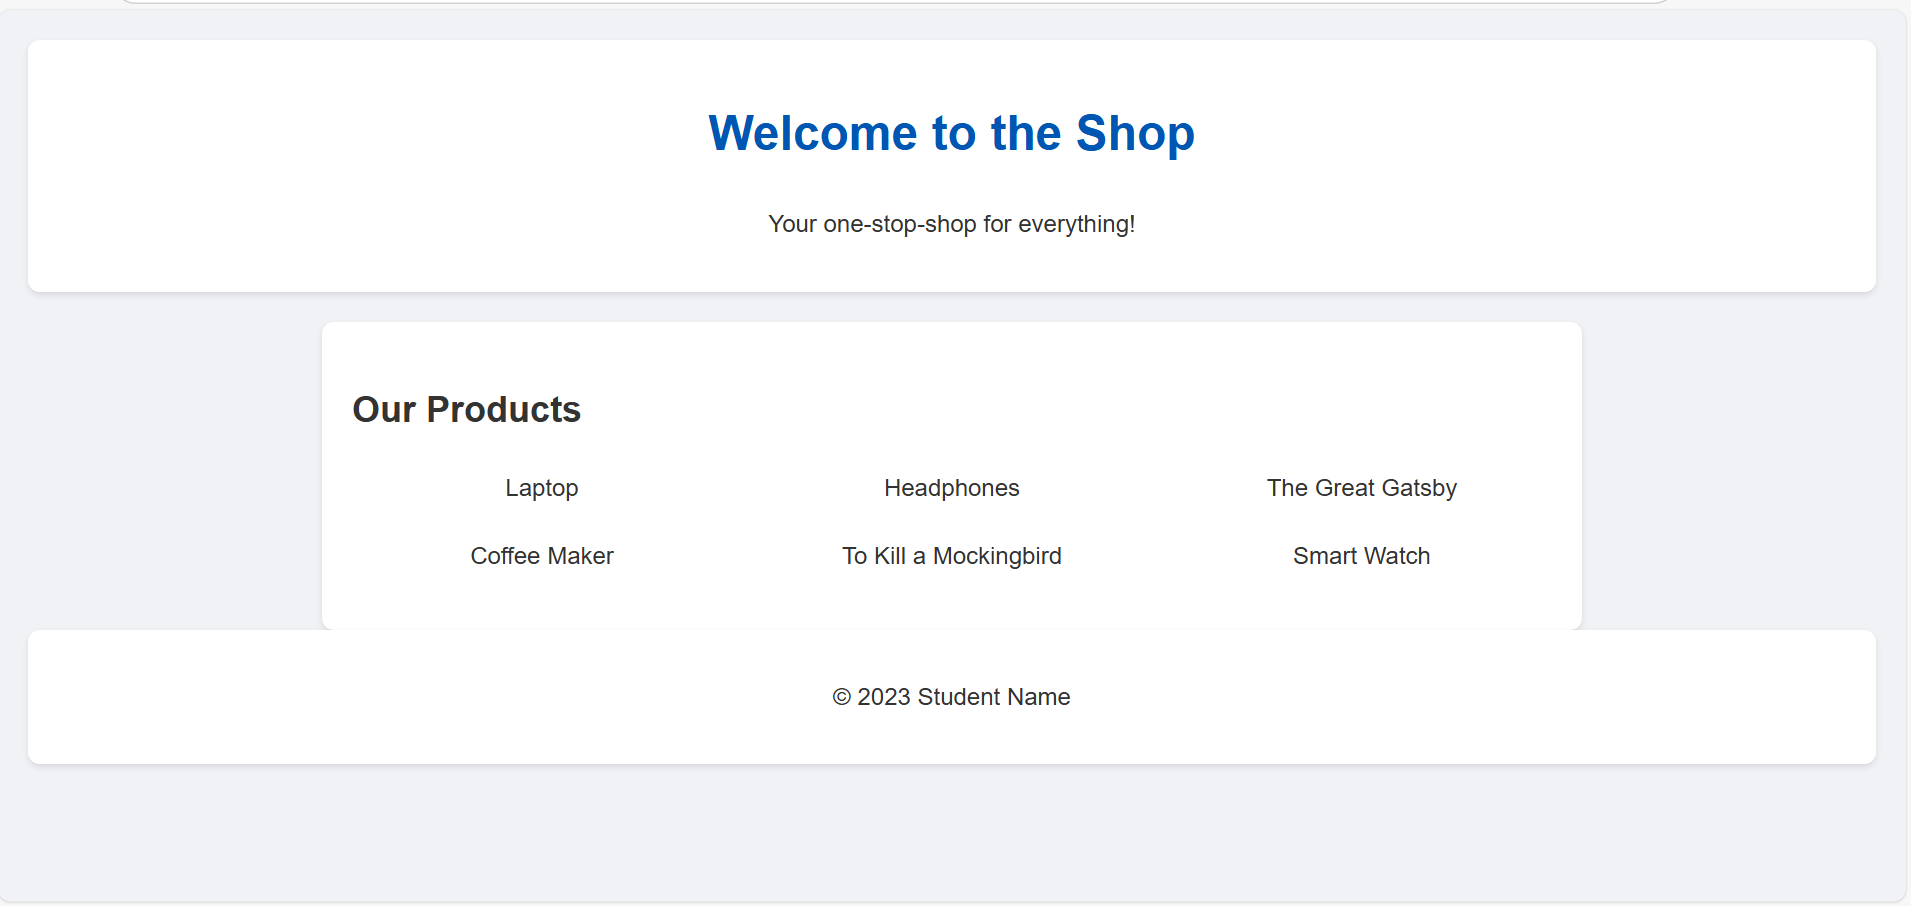 Welcome to the Shop
Your one-stop-shop for everything!
Our Products
Laptop Headphones The Great Gatsby
Coffee Maker To Kill a Mockingbird Smart Watch
© 2023 Student Name